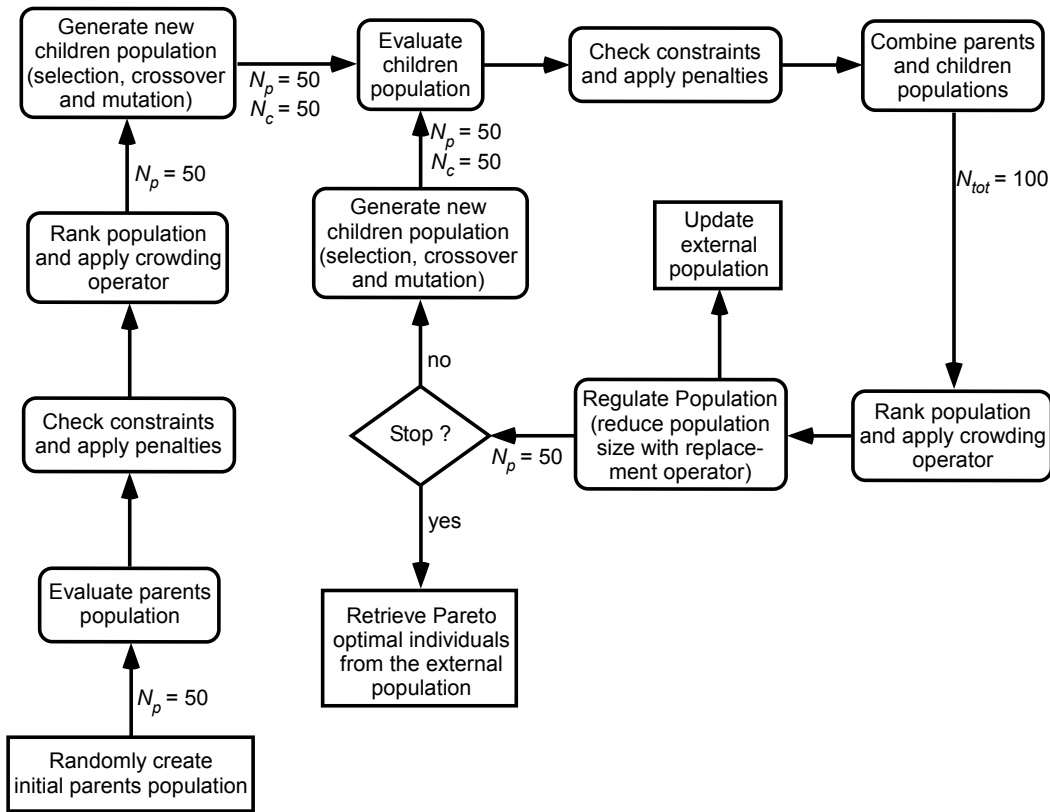 Generate new
children population
(selection, crossover
and mutation)
N_p = 50
N_c = 50
Evaluate
children
population
Check constraints
and apply penalties
Combine parents
and children
populations
N_tot = 100
N_p = 50
Rank population
and apply crowding
operator
N_p = 50
N_c = 50
Generate new
children population
(selection, crossover
and mutation)
Update
external
population
no
Check constraints
and apply penalties
Stop ?
N_p = 50
Regulate Population
(reduce population
size with replace-
ment operator)
Rank population
and apply crowding
operator
yes
Evaluate parents
population
Retrieve Pareto
optimal individuals
from the external
population
N_p = 50
Randomly create
initial parents population